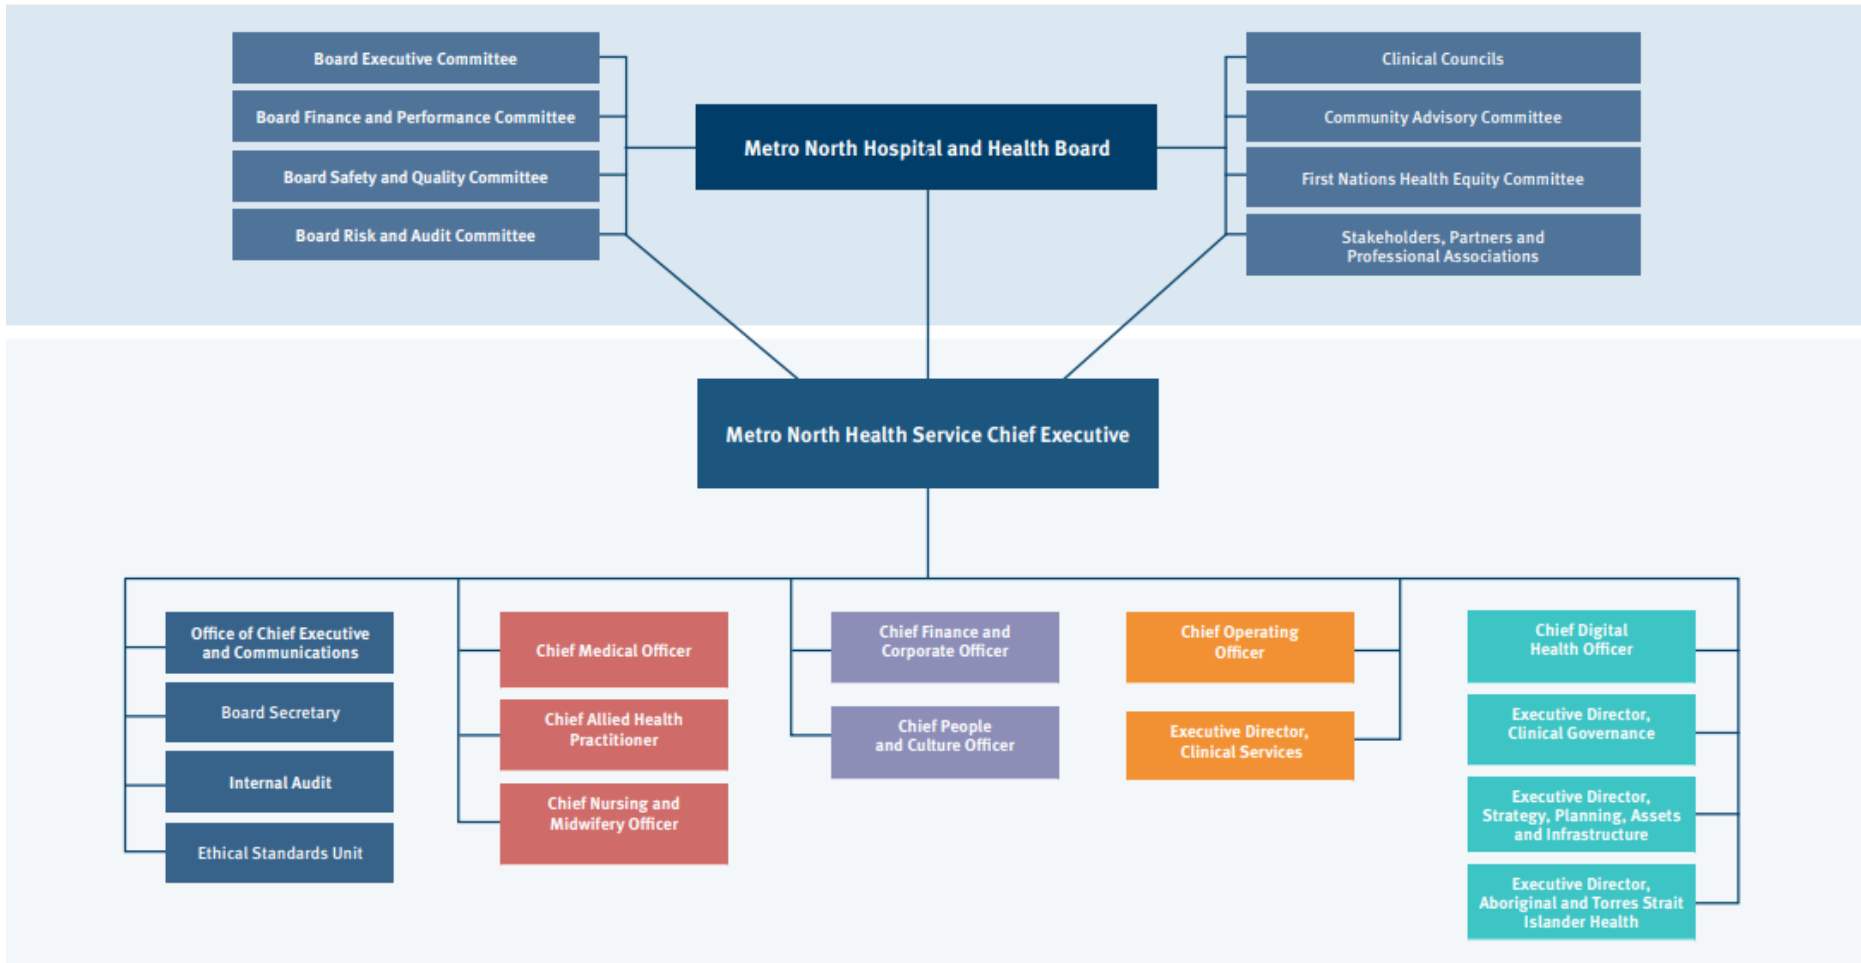 Board Executive Committee
Board Finance and Performance Committee
Board Safety and Quality Committee
Board Risk and Audit Committee
Metro North Hospital and Health Board
Clinical Councils
Community Advisory Committee
First Nations Health Equity Committee
Stakeholders, Partners and
Professional Associations
Metro North Health Service Chief Executive
Office of Chief Executive
and Communications
Board Secretary
Internal Audit
Ethical Standards Unit
Chief Medical Officer
Chief Allied Health
Practitioner
Chief Nursing and
Midwifery Officer
Chief Finance and
Corporate Officer
Chief People
and Culture Officer
Chief Operating
Officer
Executive Director,
Clinical Services
Chief Digital
Health Officer
Executive Director,
Clinical Governance
Executive Director,
Strategy, Planning, Assets
and Infrastructure
Executive Director,
Aboriginal and Torres Strait
Islander Health